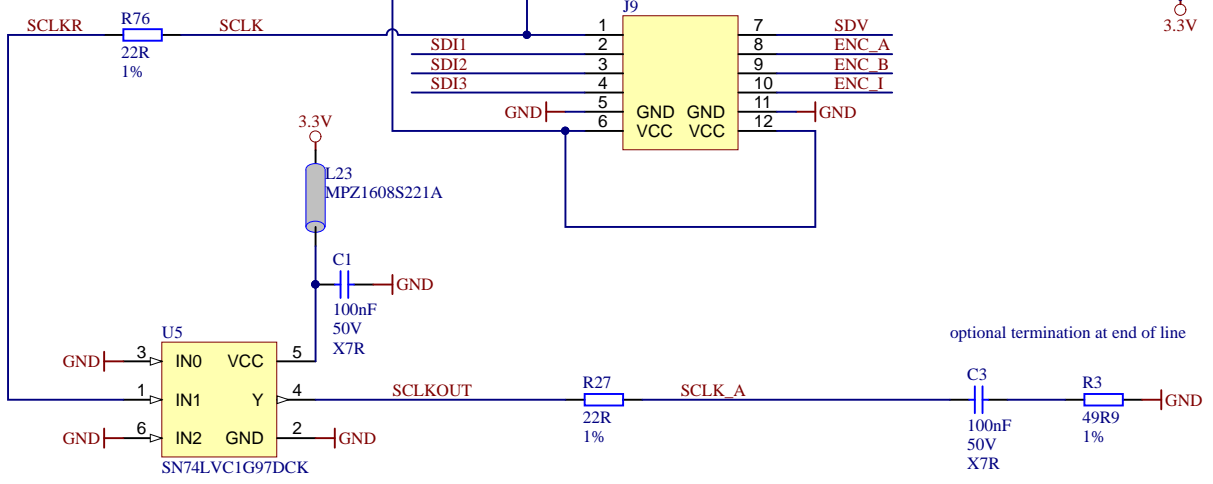 J9
3.3V
SCLKR
R76
22R
1%
SCLK
SDI1
SDI2
SDI3
GND
1
2
3
4
5
6
GND GND
VCC VCC
7
8
9
10
11
12
SDV
ENC_A
ENC_B
ENC_I
GND
3.3V
L23
MPZ1608S221A
C1
100nF
50V
X7R
GND
U5
GND 3 IN0 VCC 5
1 IN1 Y 4
GND 6 IN2 GND 2 GND
SN74LVC1G97DCK
SCLKOUT
R27
22R
1%
SCLK_A
optional termination at end of line
C3
100nF
50V
X7R
R3
49R9
1%
GND